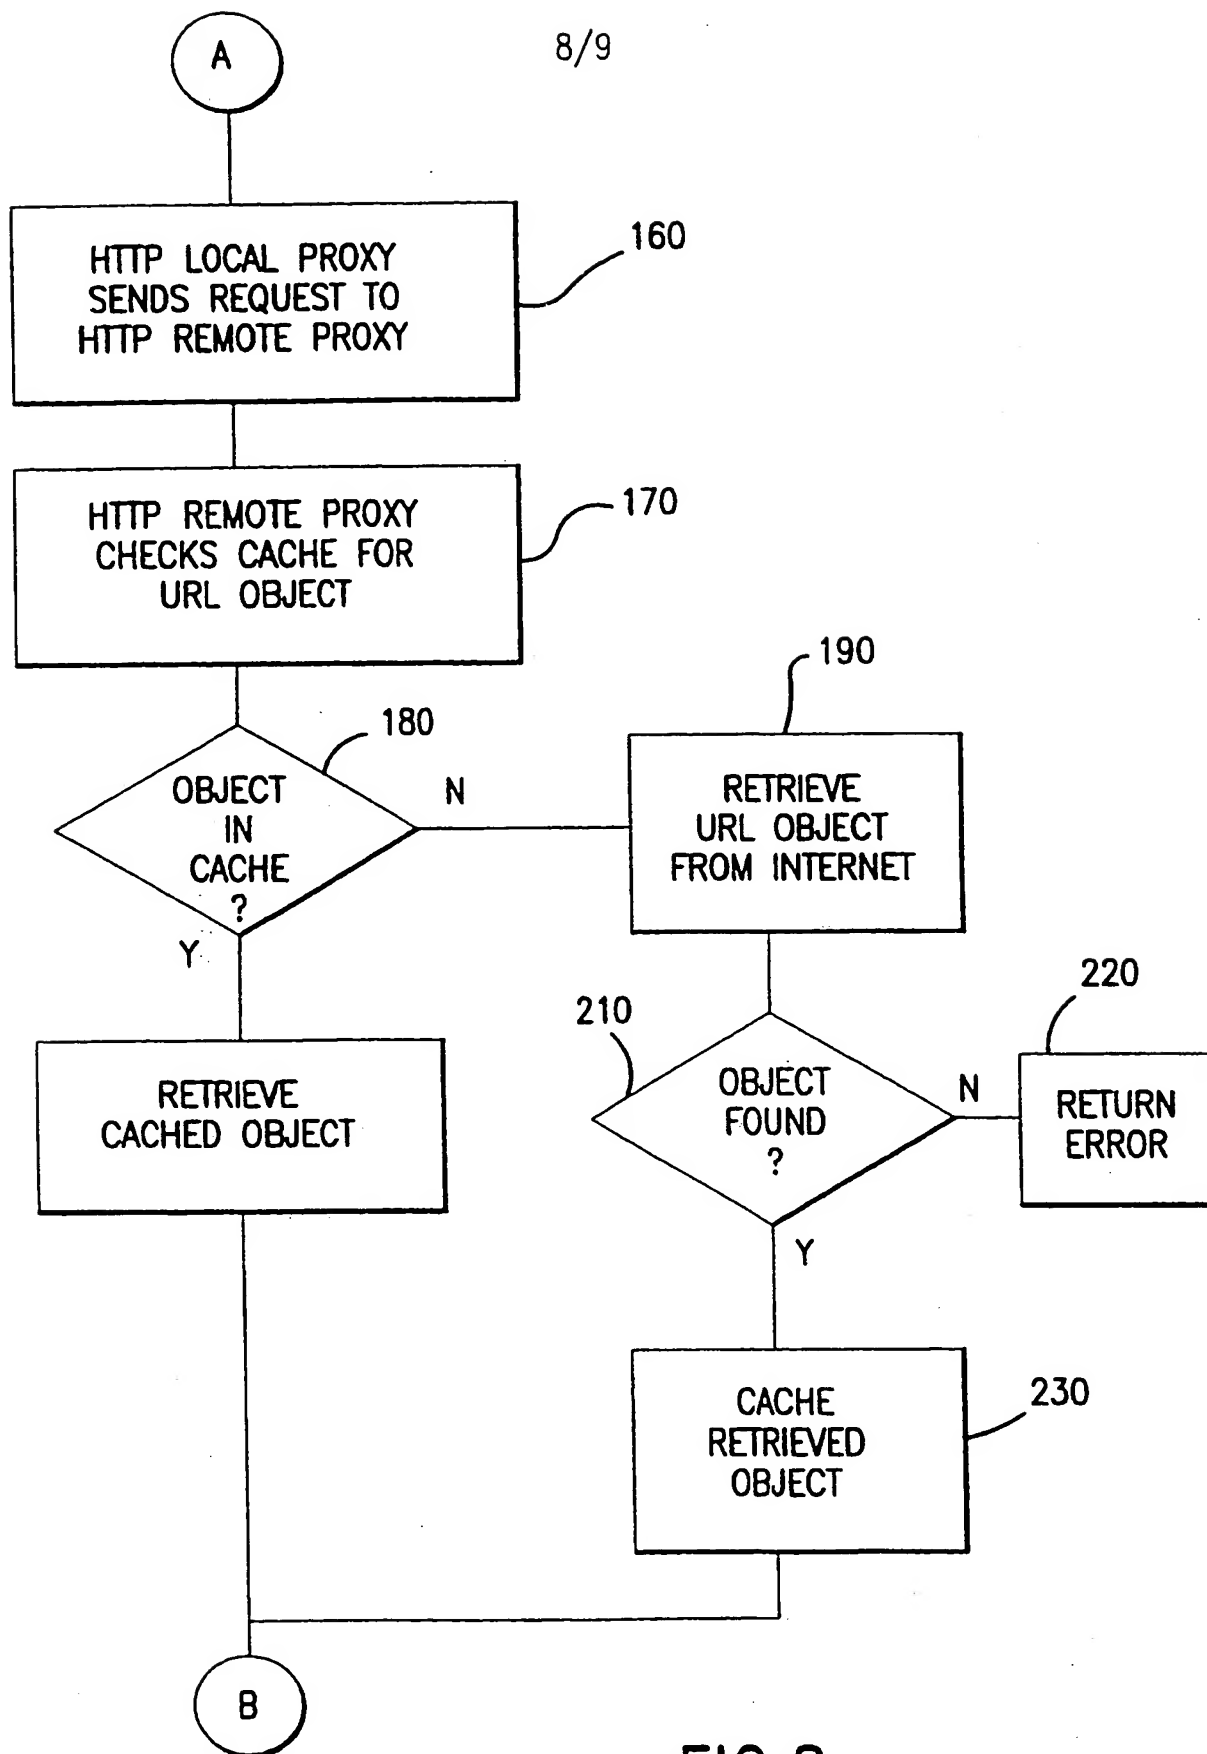 8/9
A
HTTP LOCAL PROXY
SENDS REQUEST TO
HTTP REMOTE PROXY
160
HTTP REMOTE PROXY
CHECKS CACHE FOR
URL OBJECT
170
180
OBJECT
IN
CACHE
?
N
Y
190
RETRIEVE
URL OBJECT
FROM INTERNET
RETRIEVE
CACHED OBJECT
210
OBJECT
FOUND
?
N
Y
220
RETURN
ERROR
CACHE
RETRIEVED
OBJECT
230
B